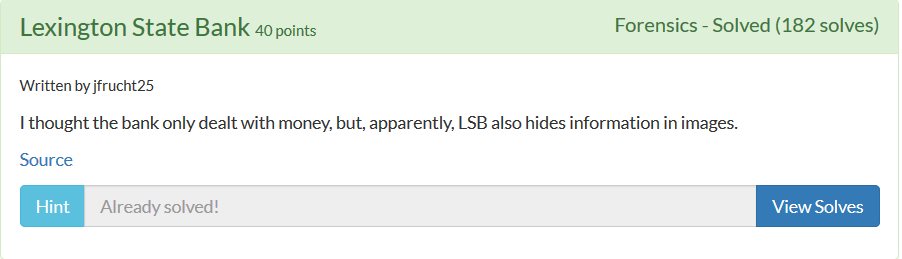 Lexington State Bank 40 points Forensics - Solved (182 solves)
Written by jfrucht25
I thought the bank only dealt with money, but, apparently, LSB also hides information in images.
Source
Hint Already solved! View Solves